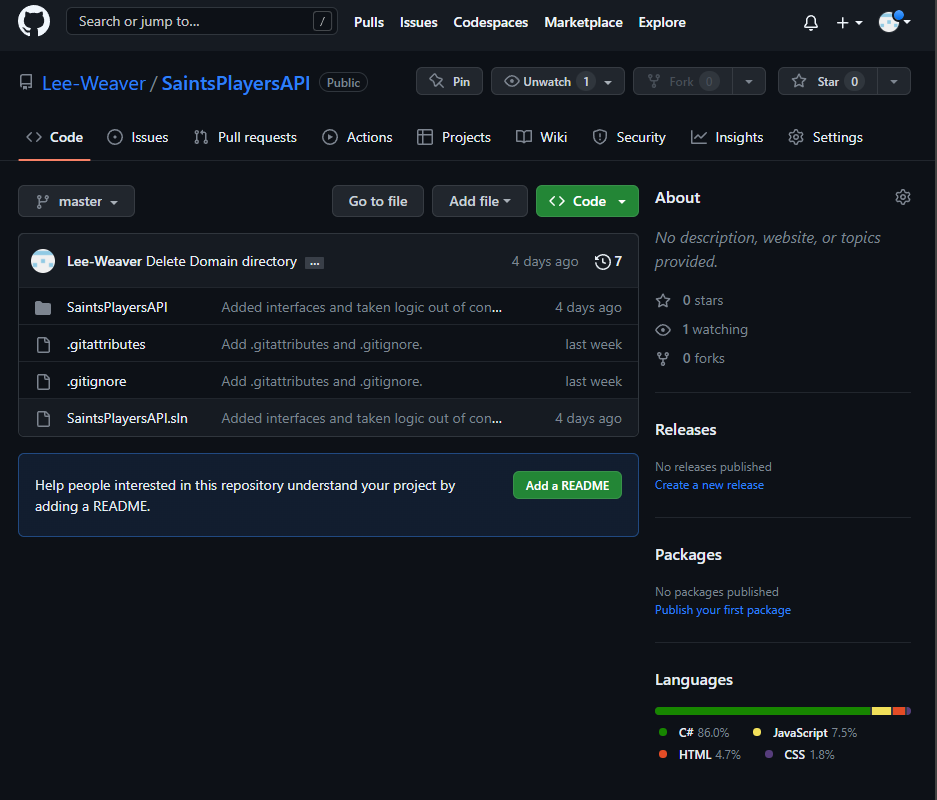 Search or jump to... /
Pulls Issues Codespaces Marketplace Explore
Lee-Weaver / SaintsPlayersAPI Public
Pin Unwatch 1 Fork 0 Star 0
Code Issues Pull requests Actions Projects Wiki Security Insights Settings
master Go to file Add file Code
Lee-Weaver Delete Domain directory ... 4 days ago 7
SaintsPlayersAPI Added interfaces and taken logic out of con... 4 days ago
.gitattributes Add .gitattributes and .gitignore. last week
.gitignore Add .gitattributes and .gitignore. last week
SaintsPlayersAPI.sln Added interfaces and taken logic out of con... 4 days ago
Help people interested in this repository understand your project by
adding a README.
Add a README
About
No description, website, or topics
provided.
0 stars
1 watching
0 forks
Releases
No releases published
Create a new release
Packages
No packages published
Publish your first package
Languages
C# 86.0% JavaScript 7.5%
HTML 4.7% CSS 1.8%